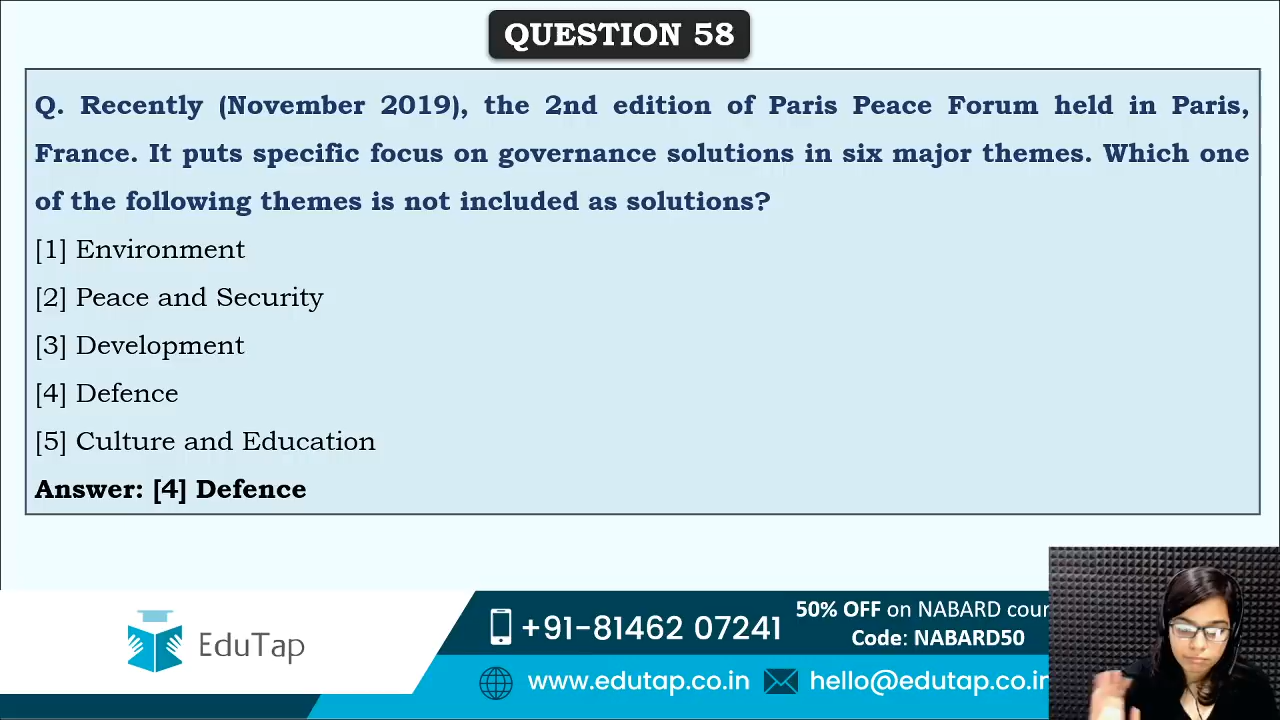 QUESTION 58
Q. Recently (November 2019), the 2nd edition of Paris Peace Forum held in Paris,
France. It puts specific focus on governance solutions in six major themes. Which one
of the following themes is not included as solutions?
[1] Environment
[2] Peace and Security
[3] Development
[4] Defence
[5] Culture and Education
Answer: [4] Defence
EduTap
+91-81462 07241
50% OFF on NABARD cour
Code: NABARD50
www.edutap.co.in
hello@edutap.co.in